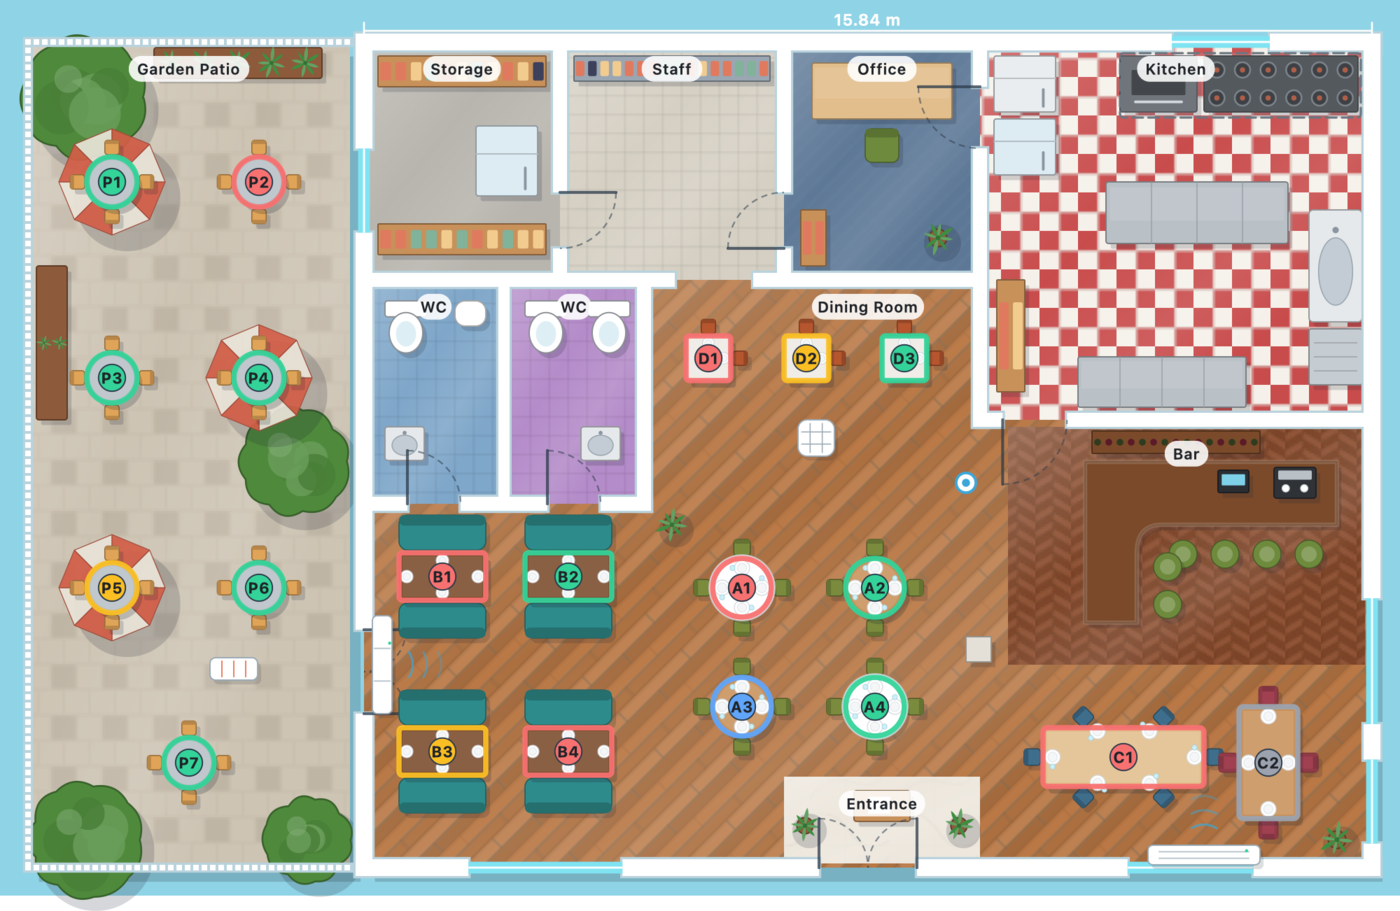 15.84 m
Garden Patio
Storage
Staff
Office
Kitchen
P1
P2
WC
WC
Dining Room
D1
D2
D3
P3
P4
Bar
B1
B2
A1
A2
P5
P6
A3
A4
B3
B4
C1
C2
P7
Entrance